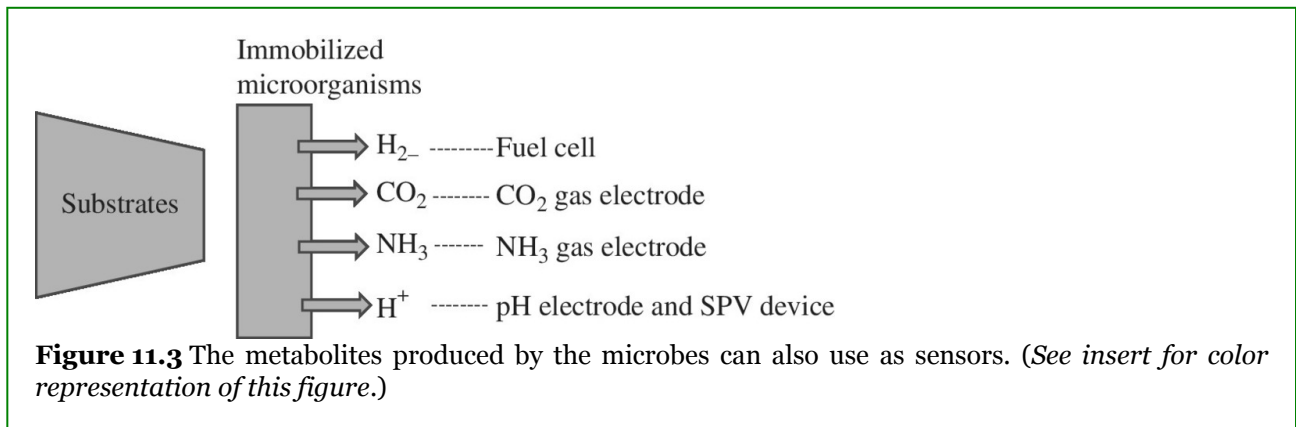 Immobilized
microorganisms
Substrates
H₂₋ --------- Fuel cell
CO₂ -------- CO₂ gas electrode
NH₃ ------- NH₃ gas electrode
H⁺ -------- pH electrode and SPV device
Figure 11.3 The metabolites produced by the microbes can also use as sensors. (See insert for color
representation of this figure.)